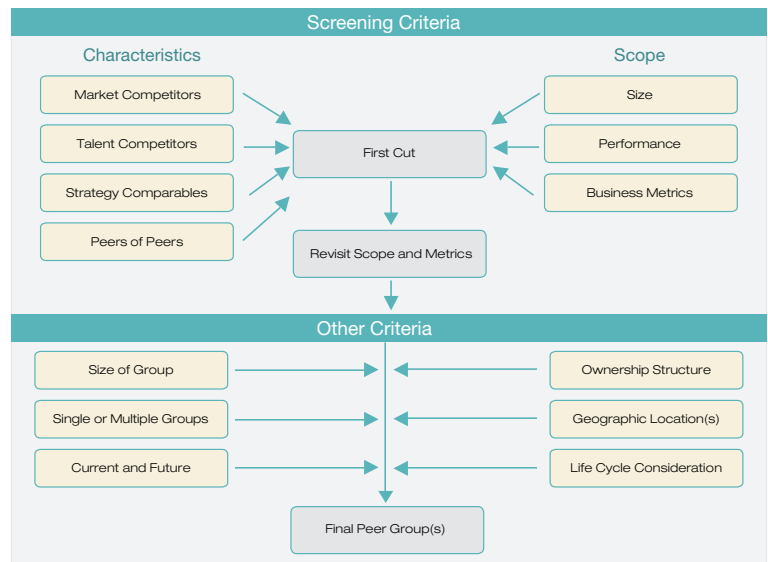 Screening Criteria
Characteristics
Scope
Market Competitors
Size
Talent Competitors
First Cut
Performance
Strategy Comparables
Business Metrics
Peers of Peers
Revisit Scope and Metrics
Other Criteria
Size of Group
Ownership Structure
Single or Multiple Groups
Geographic Location(s)
Current and Future
Life Cycle Consideration
Final Peer Group(s)